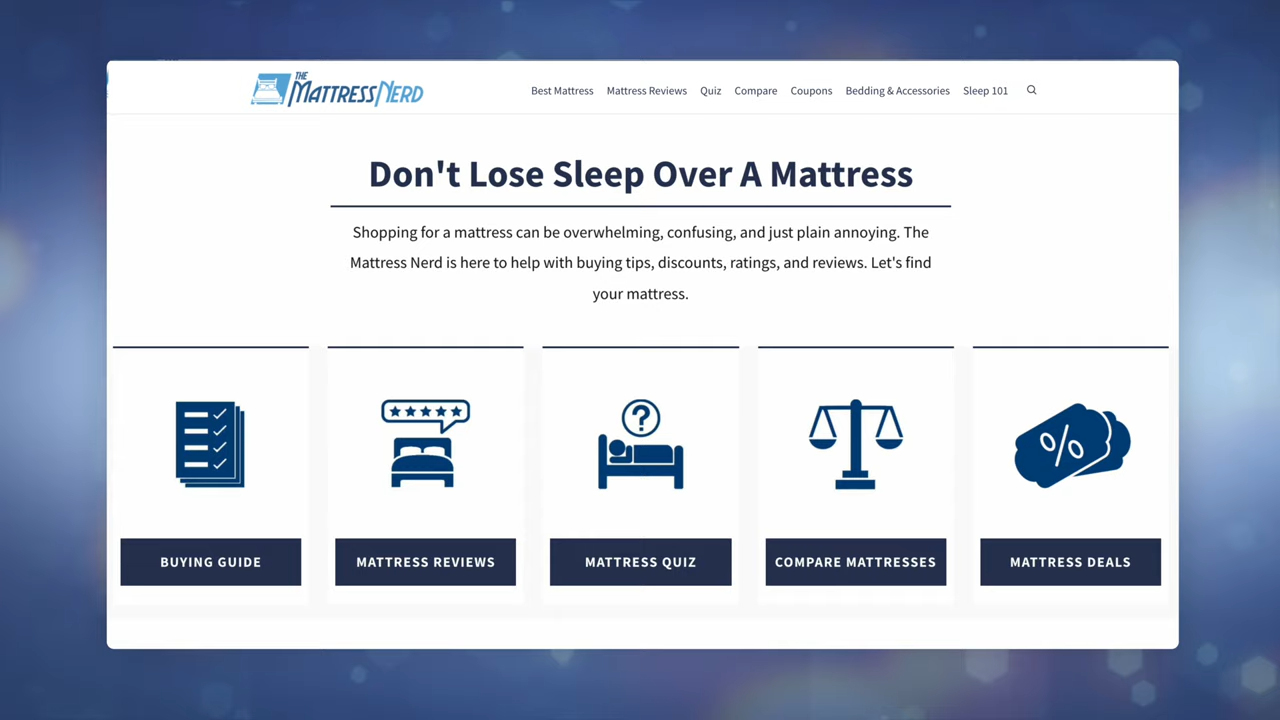 THE
MATTRESS NERD
Best Mattress Mattress Reviews Quiz Compare Coupons Bedding & Accessories Sleep 101
Don't Lose Sleep Over A Mattress
Shopping for a mattress can be overwhelming, confusing, and just plain annoying. The
Mattress Nerd is here to help with buying tips, discounts, ratings, and reviews. Let's find
your mattress.
?
%
BUYING GUIDE
MATTRESS REVIEWS
MATTRESS QUIZ
COMPARE MATTRESSES
MATTRESS DEALS